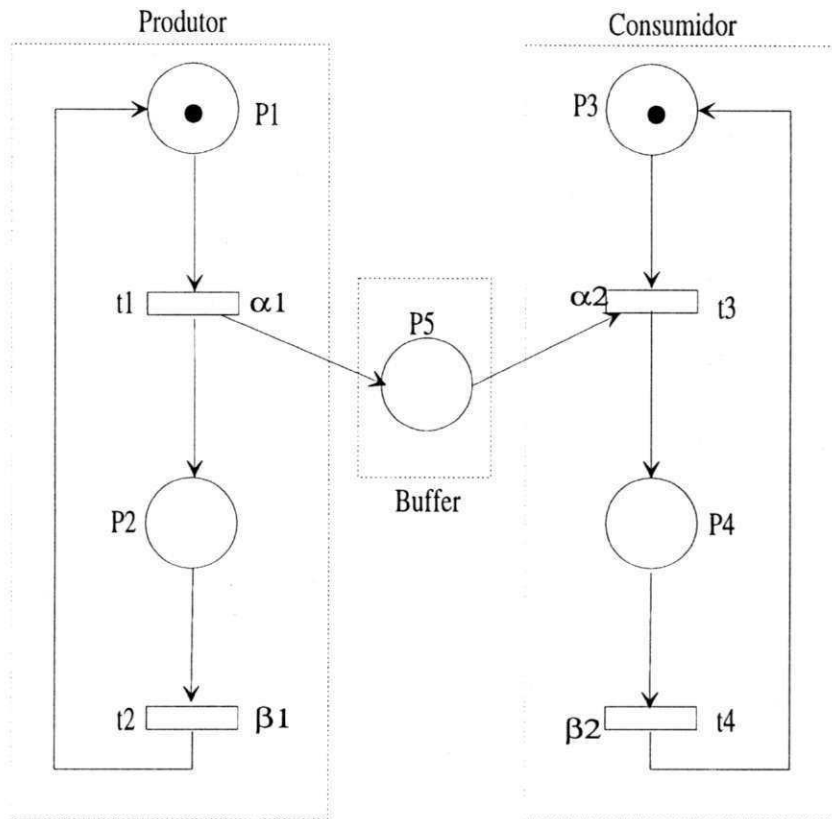 Produtor
Consumidor
P1
P3
t1
α1
α2
t3
P5
Buffer
P2
P4
t2
β1
β2
t4